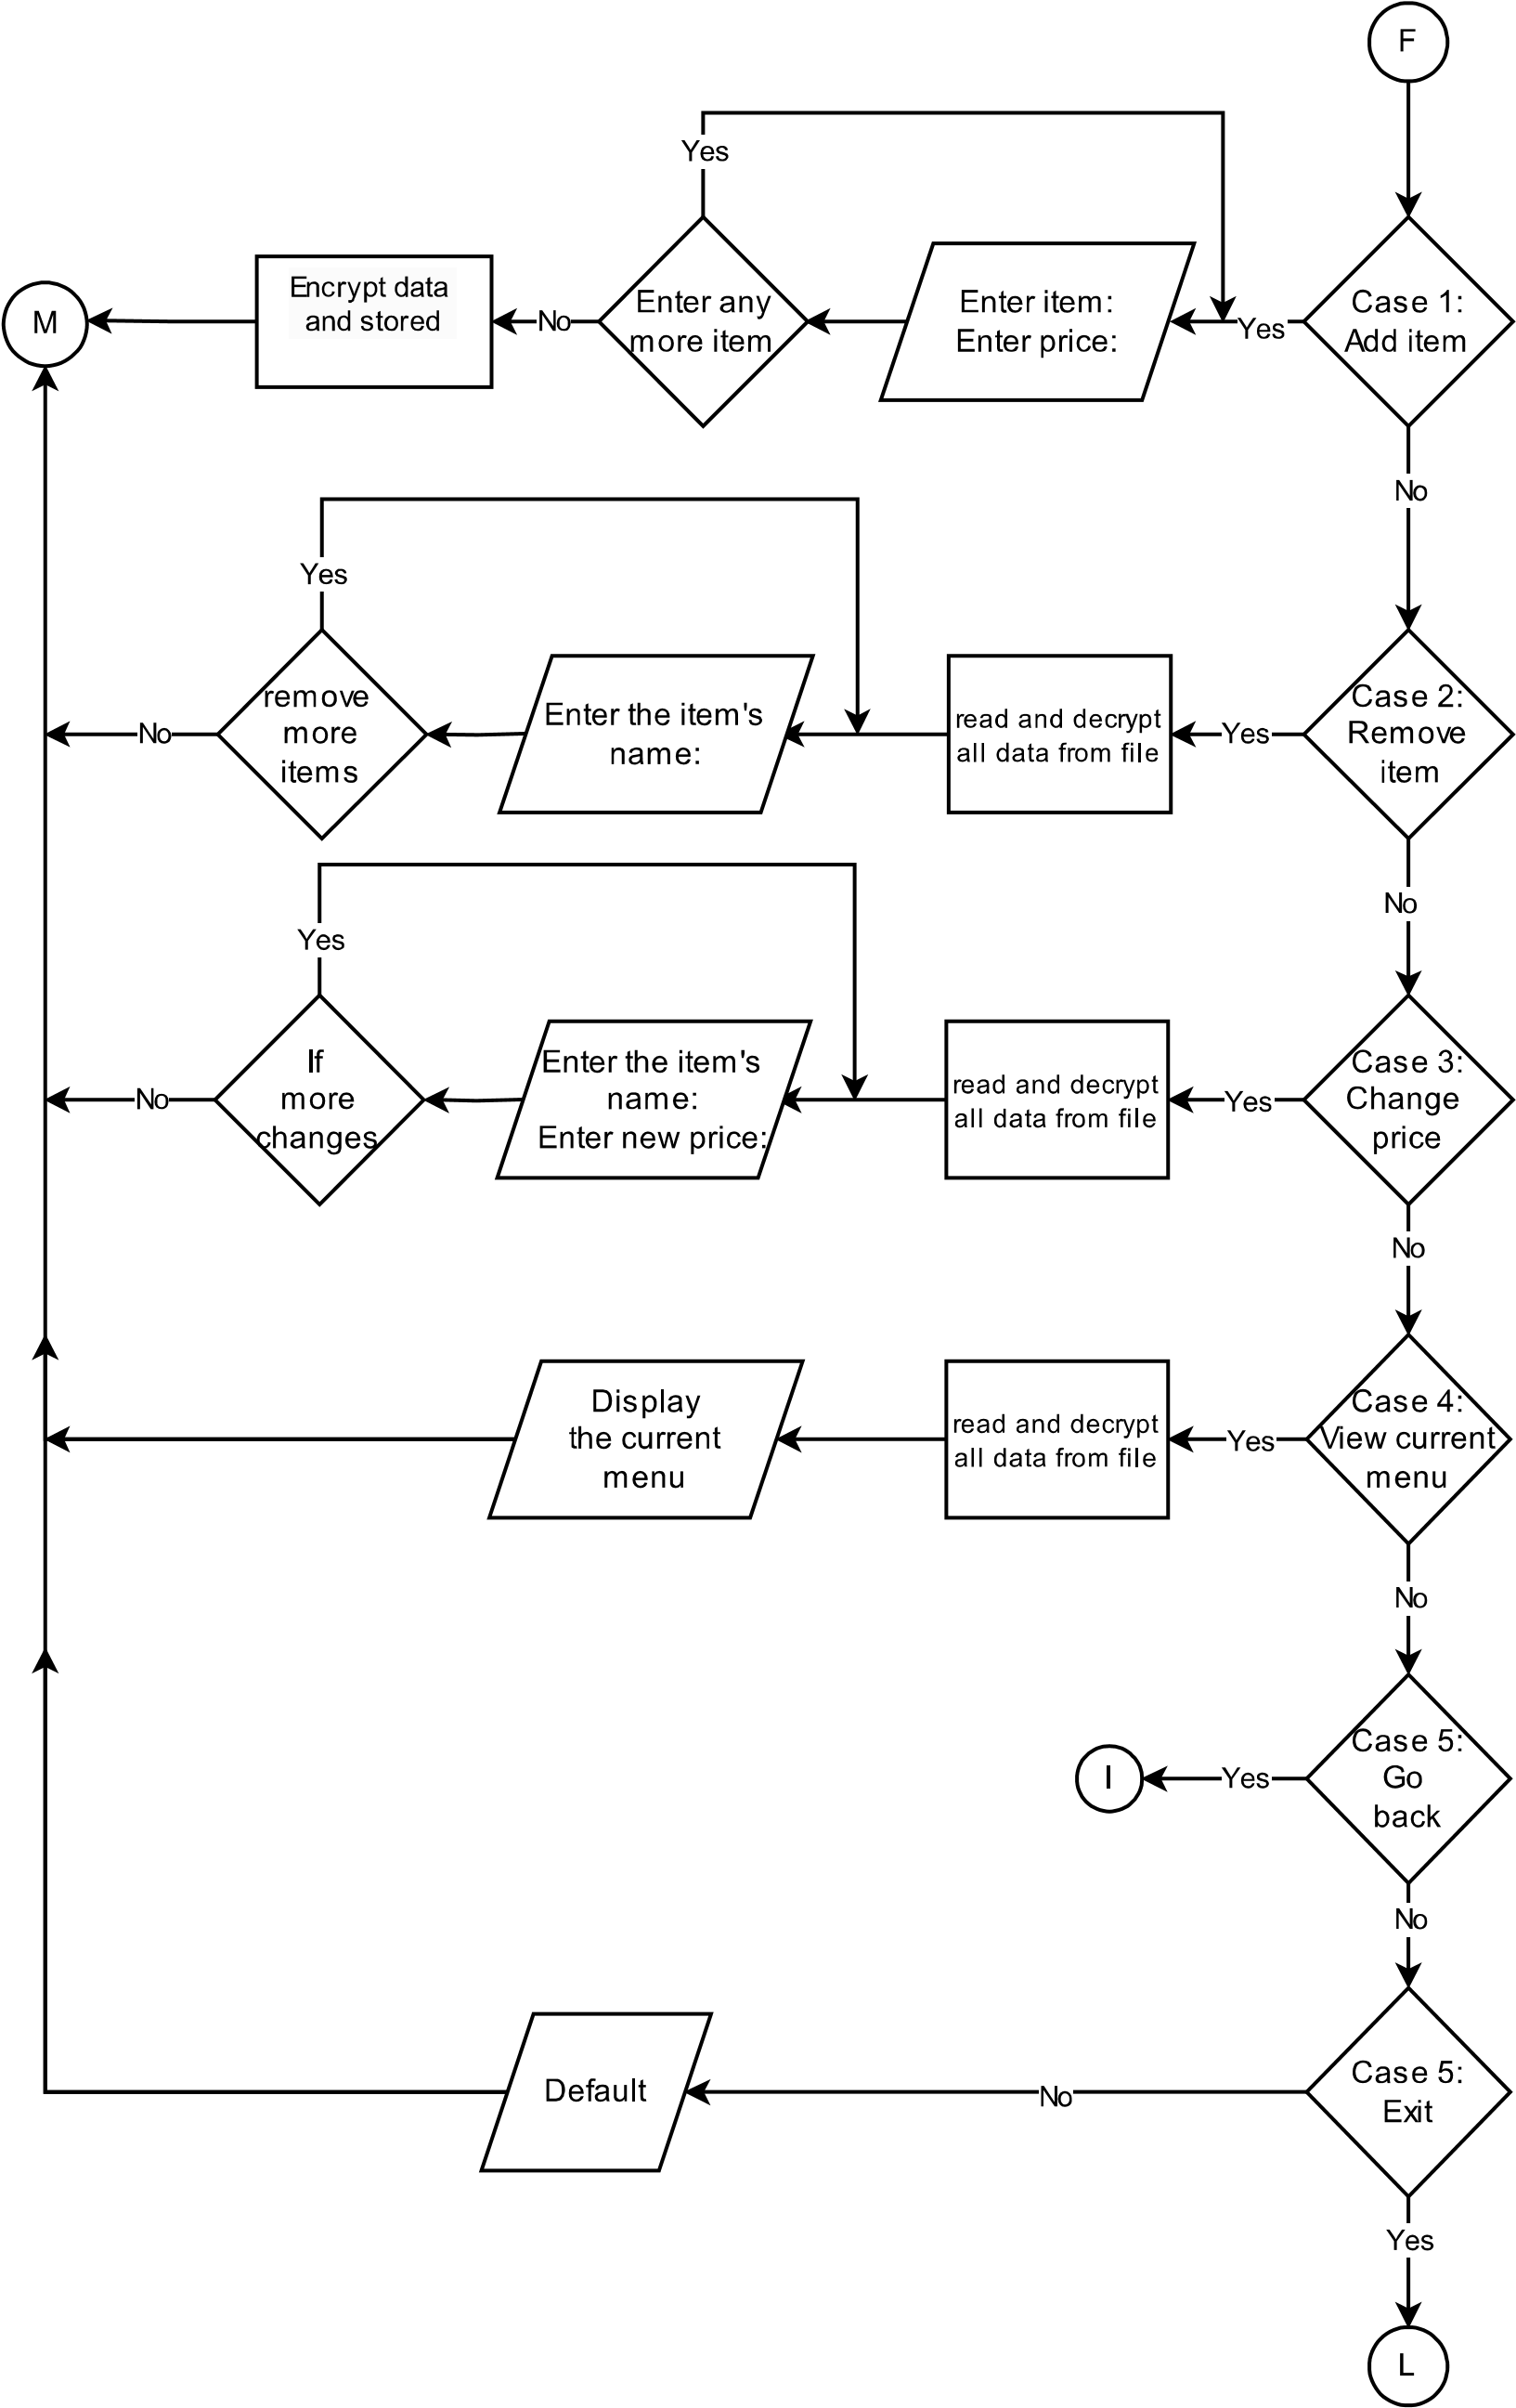 F
Yes
M
Encrypt data
and stored
No
Enter any
more item
Enter item:
Enter price:
Yes
Case 1:
Add item
No
Yes
No
remove
more
items
Enter the item's
name:
read and decrypt
all data from file
Yes
Case 2:
Remove
item
No
Yes
No
If
more
changes
Enter the item's
name:
Enter new price:
read and decrypt
all data from file
Yes
Case 3:
Change
price
No
Display
the current
menu
read and decrypt
all data from file
Yes
Case 4:
View current
menu
No
I
Yes
Case 5:
Go
back
No
Default
No
Case 5:
Exit
Yes
L